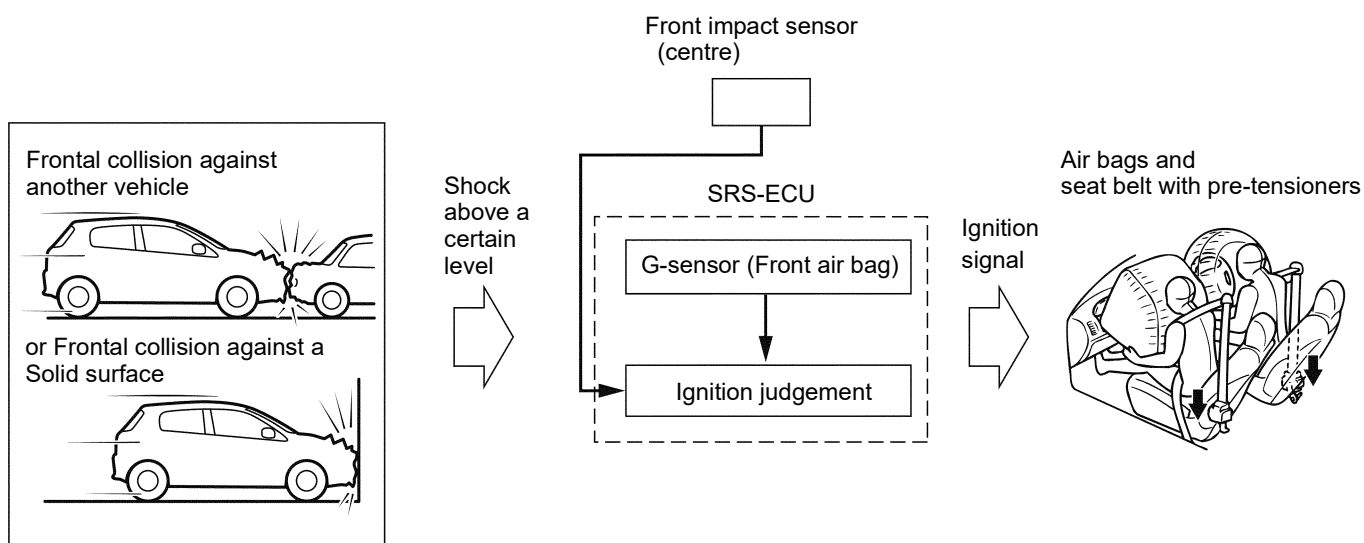 Front impact sensor
(centre)
Frontal collision against
another vehicle
or Frontal collision against a
Solid surface
Shock
above a
certain
level
SRS-ECU
G-sensor (Front air bag)
Ignition judgement
Ignition
signal
Air bags and
seat belt with pre-tensioners